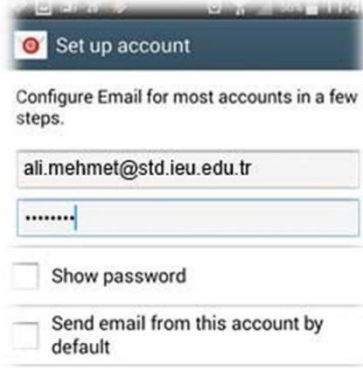 Set up account
Configure Email for most accounts in a few
steps.
ali.mehmet@std.ieu.edu.tr
••••••••
Show password
Send email from this account by
default